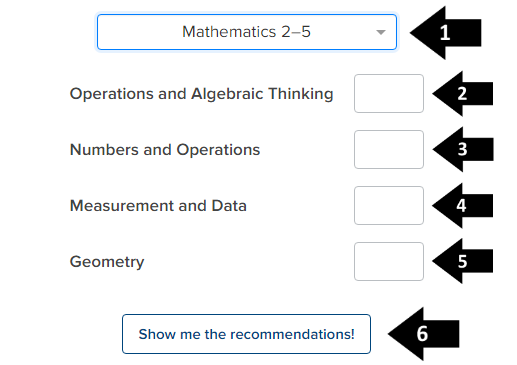 Mathematics 2–5 1
Operations and Algebraic Thinking 2
Numbers and Operations 3
Measurement and Data 4
Geometry 5
Show me the recommendations! 6